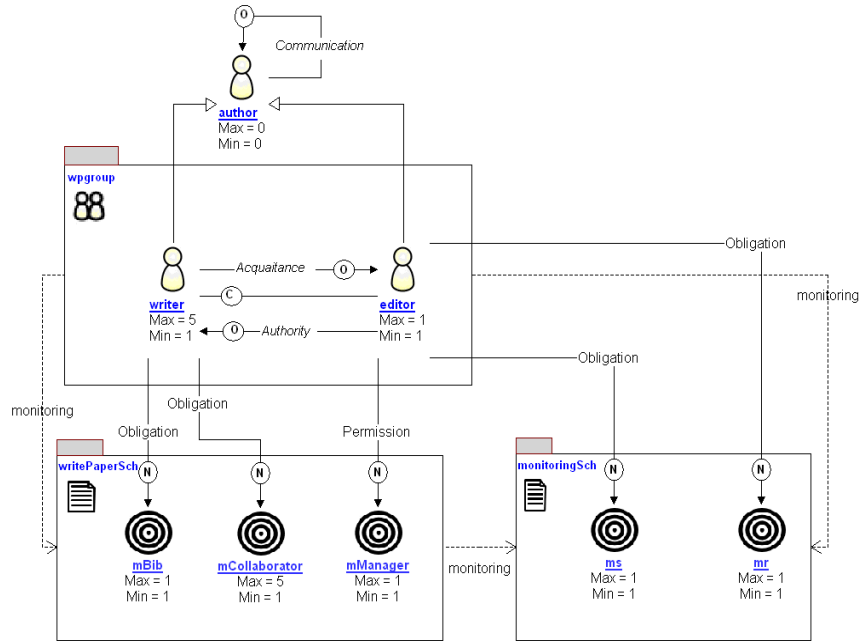 O
Communication
author
Max = 0
Min = 0
wpgroup
Obligation
Acquaitance
O
monitoring
C
writer
editor
Max = 5
Max = 1
Min = 1
O
Authority
Min = 1
Obligation
Obligation
monitoring
Obligation
Permission
writePaperSch
N
N
N
monitoringSch
N
N
mBib
mCollaborator
mManager
monitoring
ms
mr
Max = 1
Max = 5
Max = 1
Max = 1
Max = 1
Min = 1
Min = 1
Min = 1
Min = 1
Min = 1